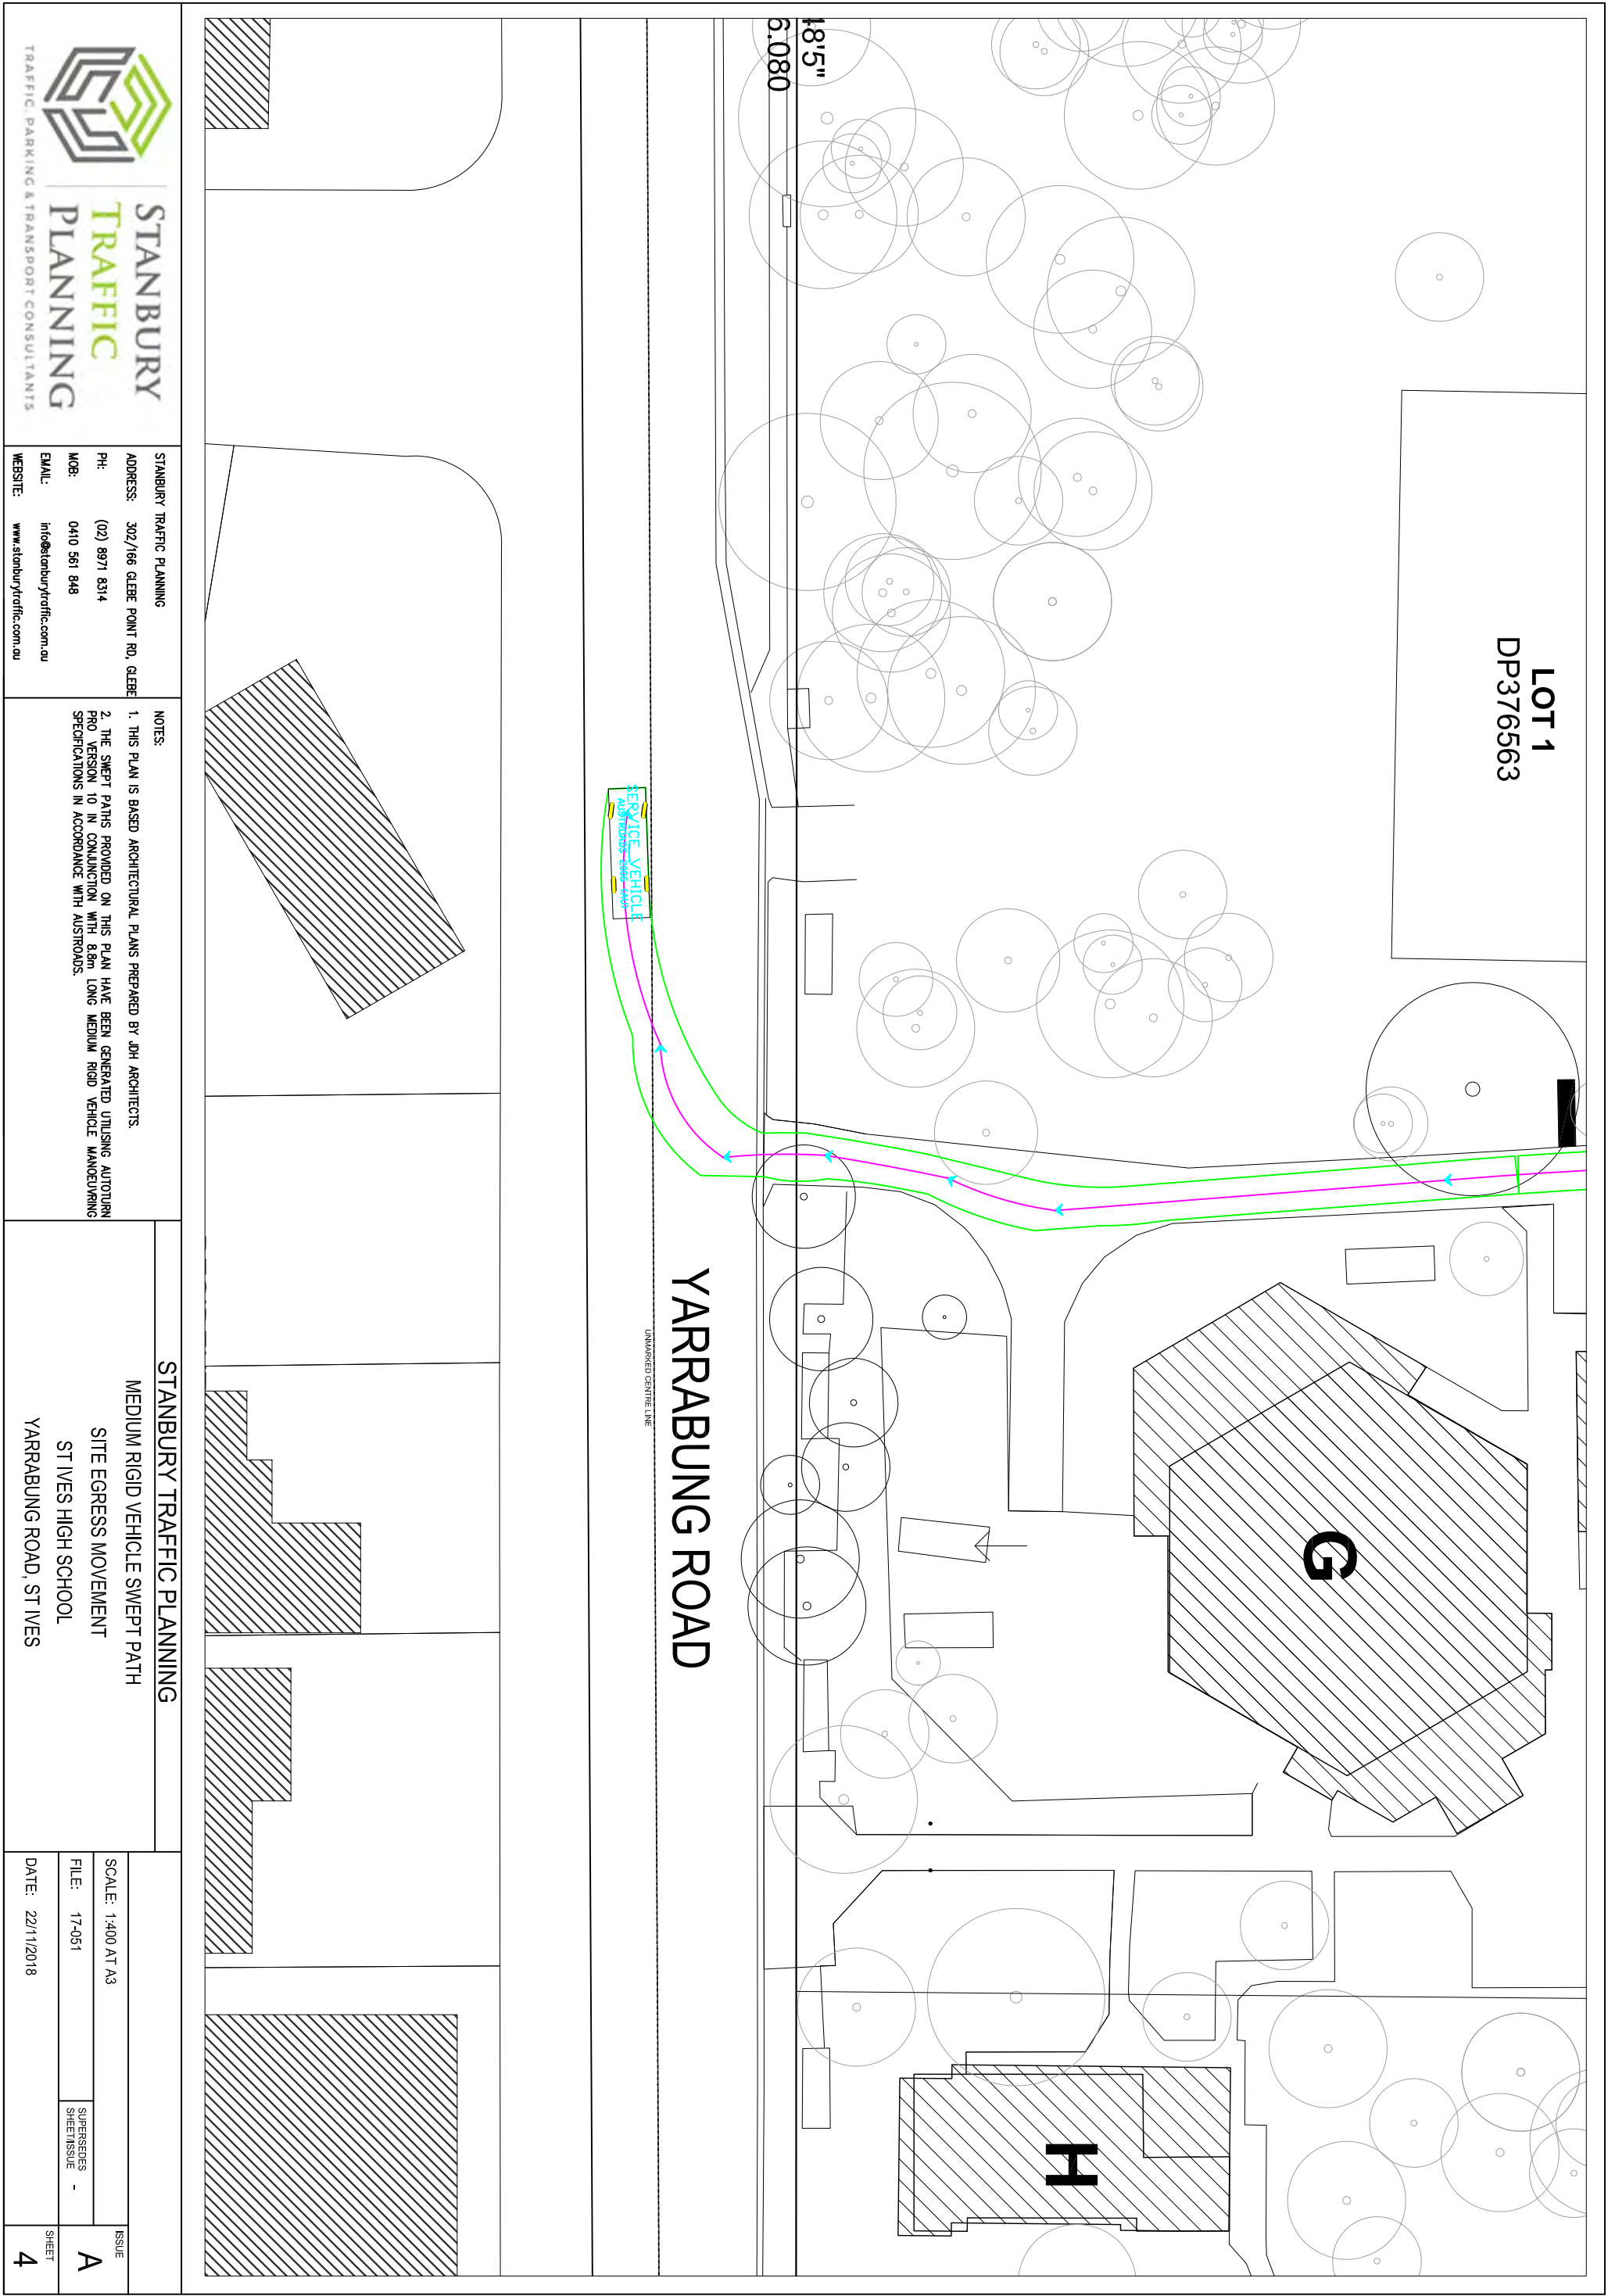 48'5"
6.080
LOT 1
DP376563
SERVICE VEHICLE
G
YARRABUNG ROAD
UNMARKED CENTRE LINE
H
STANBURY
TRAFFIC
PLANNING
TRAFFIC, PARKING & TRANSPORT CONSULTANTS
STANBURY TRAFFIC PLANNING
ADDRESS: 302/166 GLEBE POINT RD, GLEBE
PH: (02) 8971 8314
MOB: 0410 561 848
EMAIL: info@stanburytraffic.com.au
WEBSITE: www.stanburytraffic.com.au
NOTES:
1. THIS PLAN IS BASED ARCHITECTURAL PLANS PREPARED BY JDH ARCHITECTS.
2. THE SWEPT PATHS PROVIDED ON THIS PLAN HAVE BEEN GENERATED UTILISING AUTOTURN
PRO VERSION 10 IN CONJUNCTION WITH 8.8m LONG MEDIUM RIGID VEHICLE MANOEUVRING
SPECIFICATIONS IN ACCORDANCE WITH AUSTROADS.
STANBURY TRAFFIC PLANNING
MEDIUM RIGID VEHICLE SWEPT PATH
SITE EGRESS MOVEMENT
ST IVES HIGH SCHOOL
YARRABUNG ROAD, ST IVES
SCALE: 1:400 AT A3
FILE: 17-051
SUPERSEDES
SHEET/ISSUE -
DATE: 22/11/2018
ISSUE
A
SHEET
4